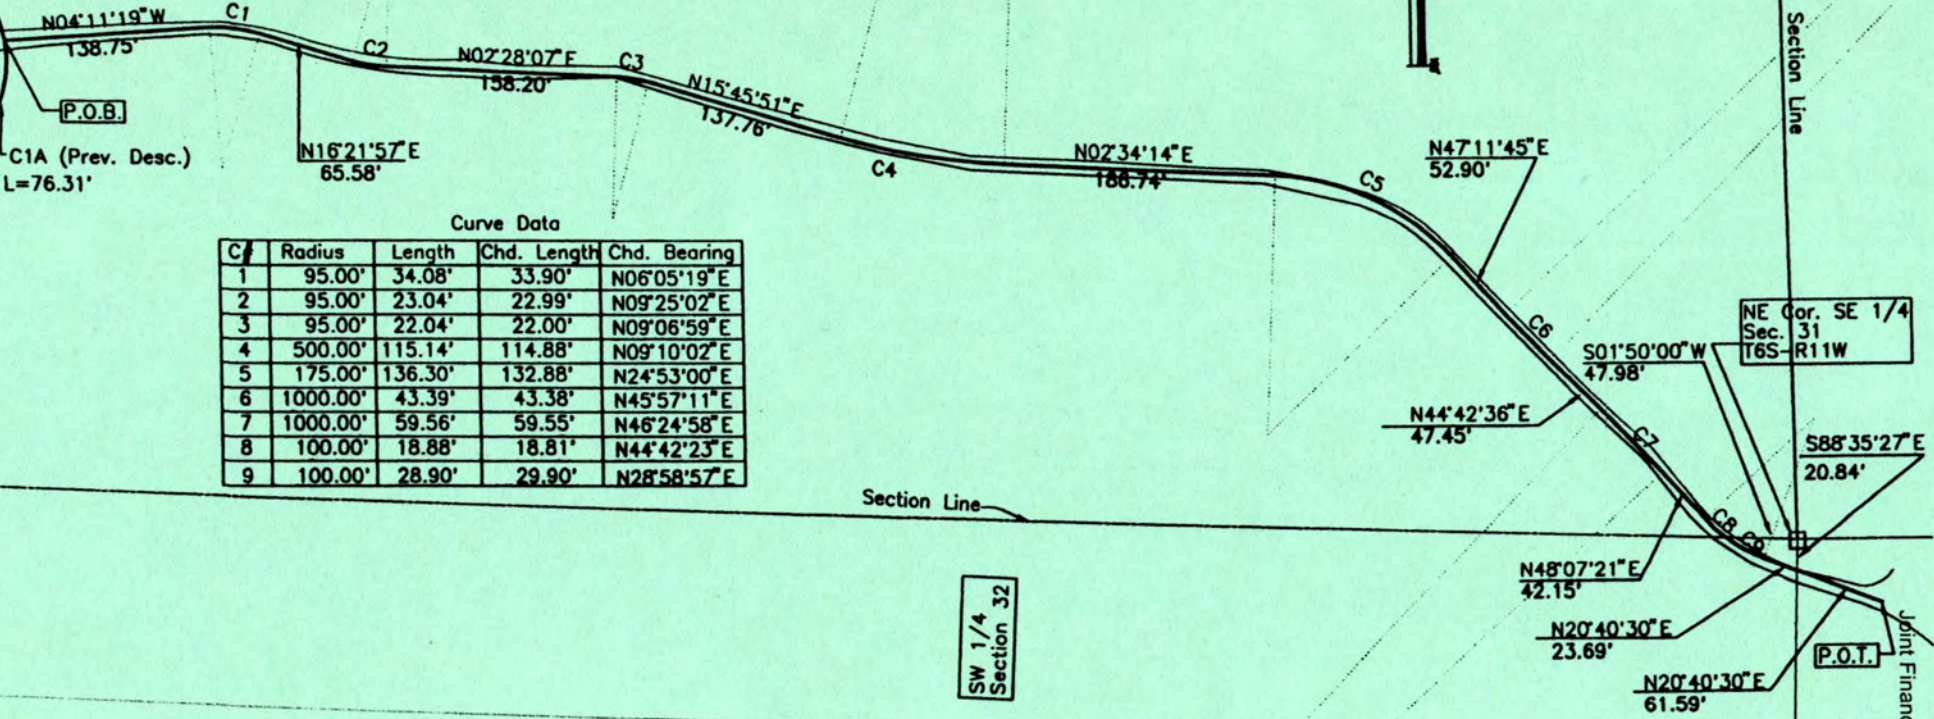 N04°11'19"W
138.75'
C1
P.O.B.
C1A (Prev. Desc.)
L=76.31'
N16°21'57"E
65.58'
C2
N02°28'07"E
158.20'
C3
N15°45'51"E
137.76'
C4
N02°34'14"E
186.74'
C5
N47°11'45"E
52.90'
Section Line
Curve Data
C# Radius Length Chd. Length Chd. Bearing
1 95.00' 34.08' 33.90' N06°05'19"E
2 95.00' 23.04' 22.99' N09°25'02"E
3 95.00' 22.04' 22.00' N09°06'59"E
4 500.00' 115.14' 114.88' N09°10'02"E
5 175.00' 136.30' 132.88' N24°53'00"E
6 1000.00' 43.39' 43.38' N45°57'11"E
7 1000.00' 59.56' 59.55' N46°24'58"E
8 100.00' 18.88' 18.81' N44°42'23"E
9 100.00' 28.90' 29.90' N28°58'57"E
C6
NE Cor. SE 1/4
Sec. 31
T6S-R11W
S01°50'00"W
47.98'
N44°42'36"E
47.45'
C7
S88°35'27"E
20.84'
Section Line
C8
C9
N48°07'21"E
42.15'
N20°40'30"E
23.69'
P.O.T.
N20°40'30"E
61.59'
SW 1/4
Section 32
Joint Finan